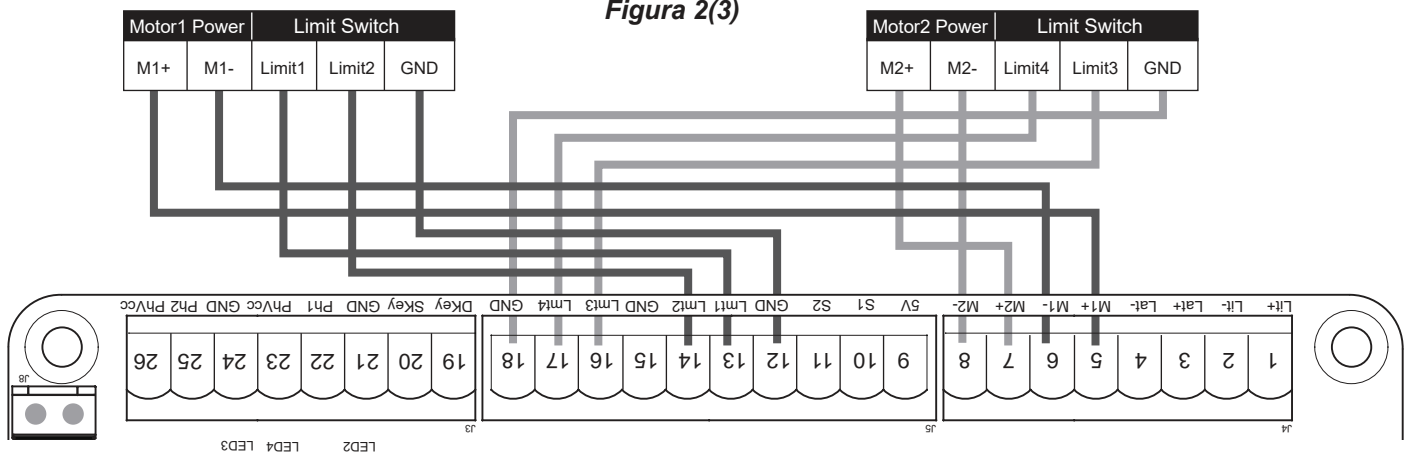 Figura 2(3)
Motor1 Power Limit Switch
M1+ M1- Limit1 Limit2 GND
Motor2 Power Limit Switch
M2+ M2- Limit4 Limit3 GND
PhVcc Ph2 GND PhVcc Ph1 GND SKey DKey
GND Lmt4 Lmt3 GND Lmt2 Lmt1 GND S2 S1 5V
M2- M2+ M1- M1+ Lat- Lat+ Lit- Lit+
26 25 24 23 22 21 20 19
18 17 16 15 14 13 12 11 10 9
8 7 6 5 4 3 2 1
J8
J3
J5
J4
LED3 LED4 LED2